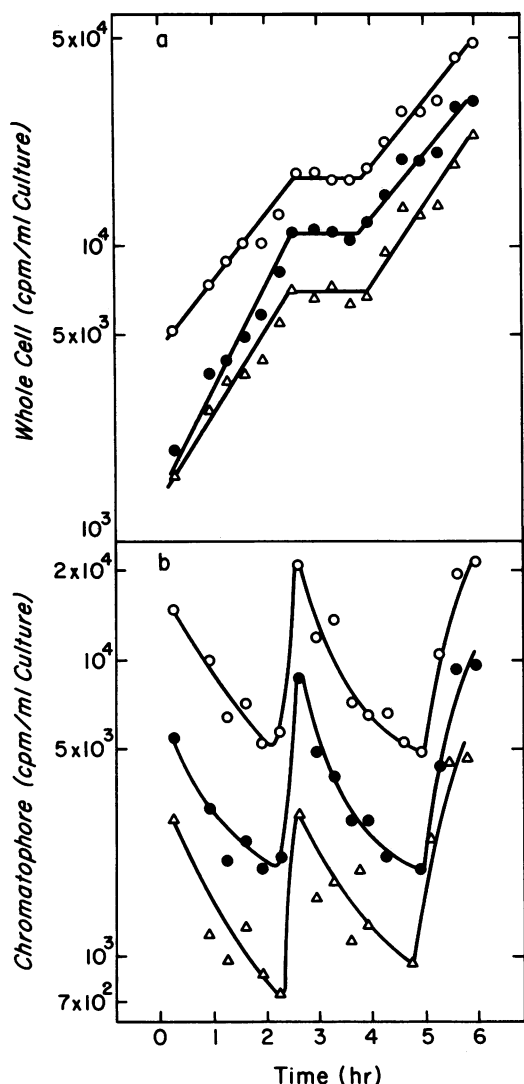 a
Whole Cell (cpm/ml Culture)
5x10⁴
10⁴
5x10³
10³
b
Chromatophore (cpm/ml Culture)
2x10⁴
10⁴
5x10³
10³
7x10²
0 1 2 3 4 5 6
Time (hr)